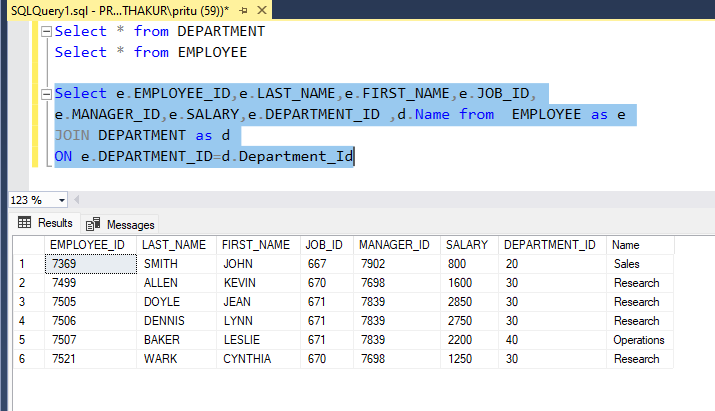 SQLQuery1.sql - PR...THAKUR\pritu (59))*
Select * from DEPARTMENT
Select * from EMPLOYEE
Select e.EMPLOYEE_ID,e.LAST_NAME,e.FIRST_NAME,e.JOB_ID,
e.MANAGER_ID,e.SALARY,e.DEPARTMENT_ID ,d.Name from  EMPLOYEE as e
JOIN DEPARTMENT as d
ON e.DEPARTMENT_ID=d.Department_Id
123 %
Results Messages
EMPLOYEE_ID LAST_NAME FIRST_NAME JOB_ID MANAGER_ID SALARY DEPARTMENT_ID Name
1 7369 SMITH JOHN 667 7902 800 20 Sales
2 7499 ALLEN KEVIN 670 7698 1600 30 Research
3 7505 DOYLE JEAN 671 7839 2850 30 Research
4 7506 DENNIS LYNN 671 7839 2750 30 Research
5 7507 BAKER LESLIE 671 7839 2200 40 Operations
6 7521 WARK CYNTHIA 670 7698 1250 30 Research